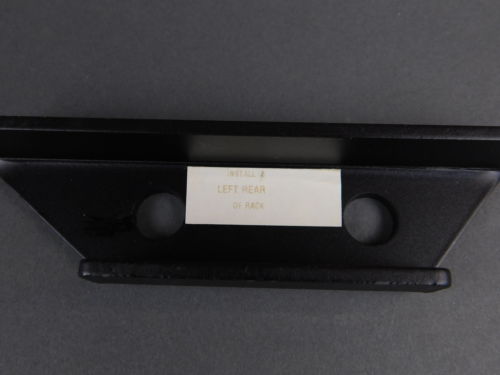 INSTALL
LEFT REAR
OF RACK